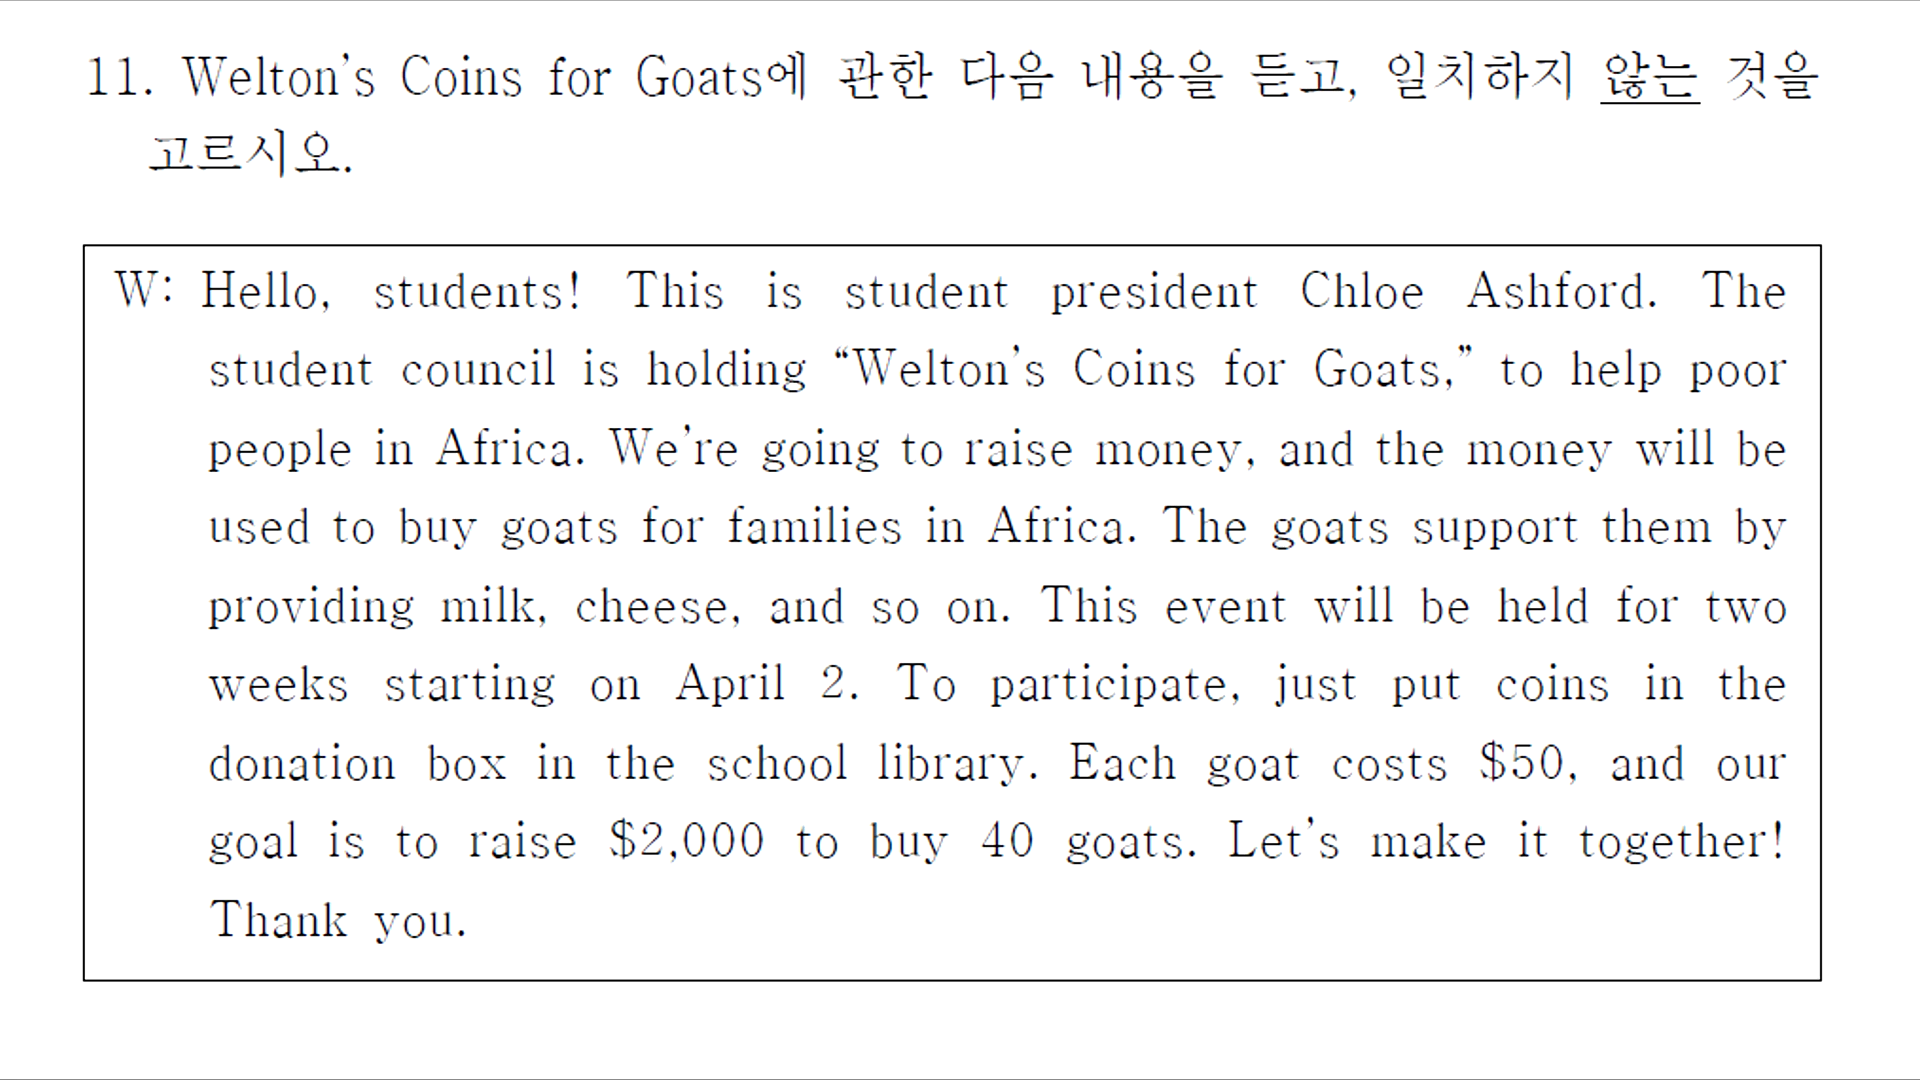 11. Welton's Coins for Goats에 관한 다음 내용을 듣고, 일치하지 않는 것을
고르시오.
W: Hello, students! This is student president Chloe Ashford. The
student council is holding “Welton's Coins for Goats,” to help poor
people in Africa. We're going to raise money, and the money will be
used to buy goats for families in Africa. The goats support them by
providing milk, cheese, and so on. This event will be held for two
weeks starting on April 2. To participate, just put coins in the
donation box in the school library. Each goat costs $50, and our
goal is to raise $2,000 to buy 40 goats. Let's make it together!
Thank you.